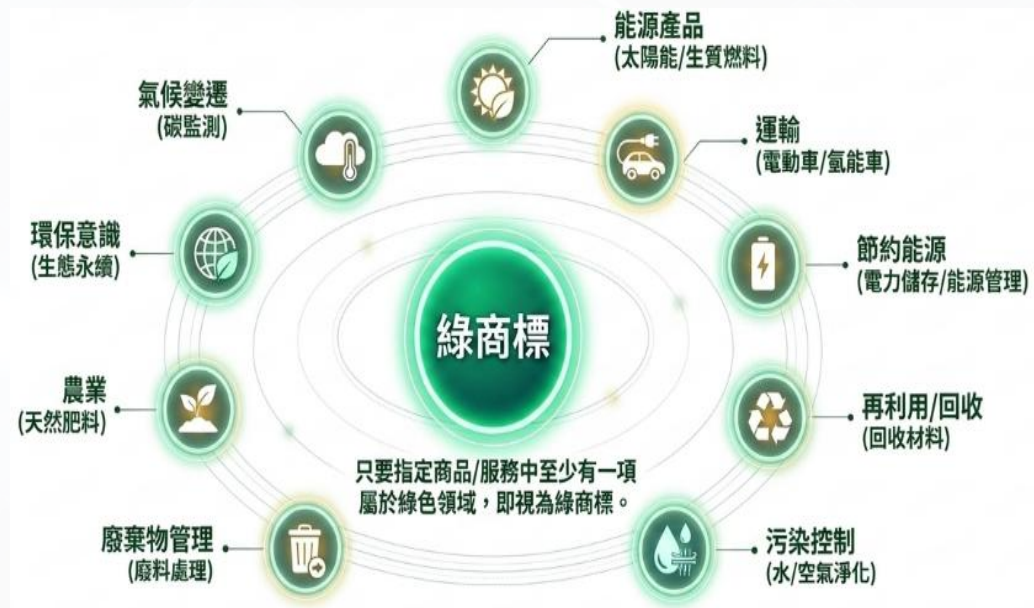 能源產品
(太陽能/生質燃料)
氣候變遷
(碳監測)
運輸
(電動車/氫能車)
環保意識
(生態永續)
節約能源
(電力儲存/能源管理)
綠商標
農業
(天然肥料)
再利用/回收
(回收材料)
只要指定商品/服務中至少有一項
屬於綠色領域，即視為綠商標。
廢棄物管理
(廢料處理)
污染控制
(水/空氣淨化)